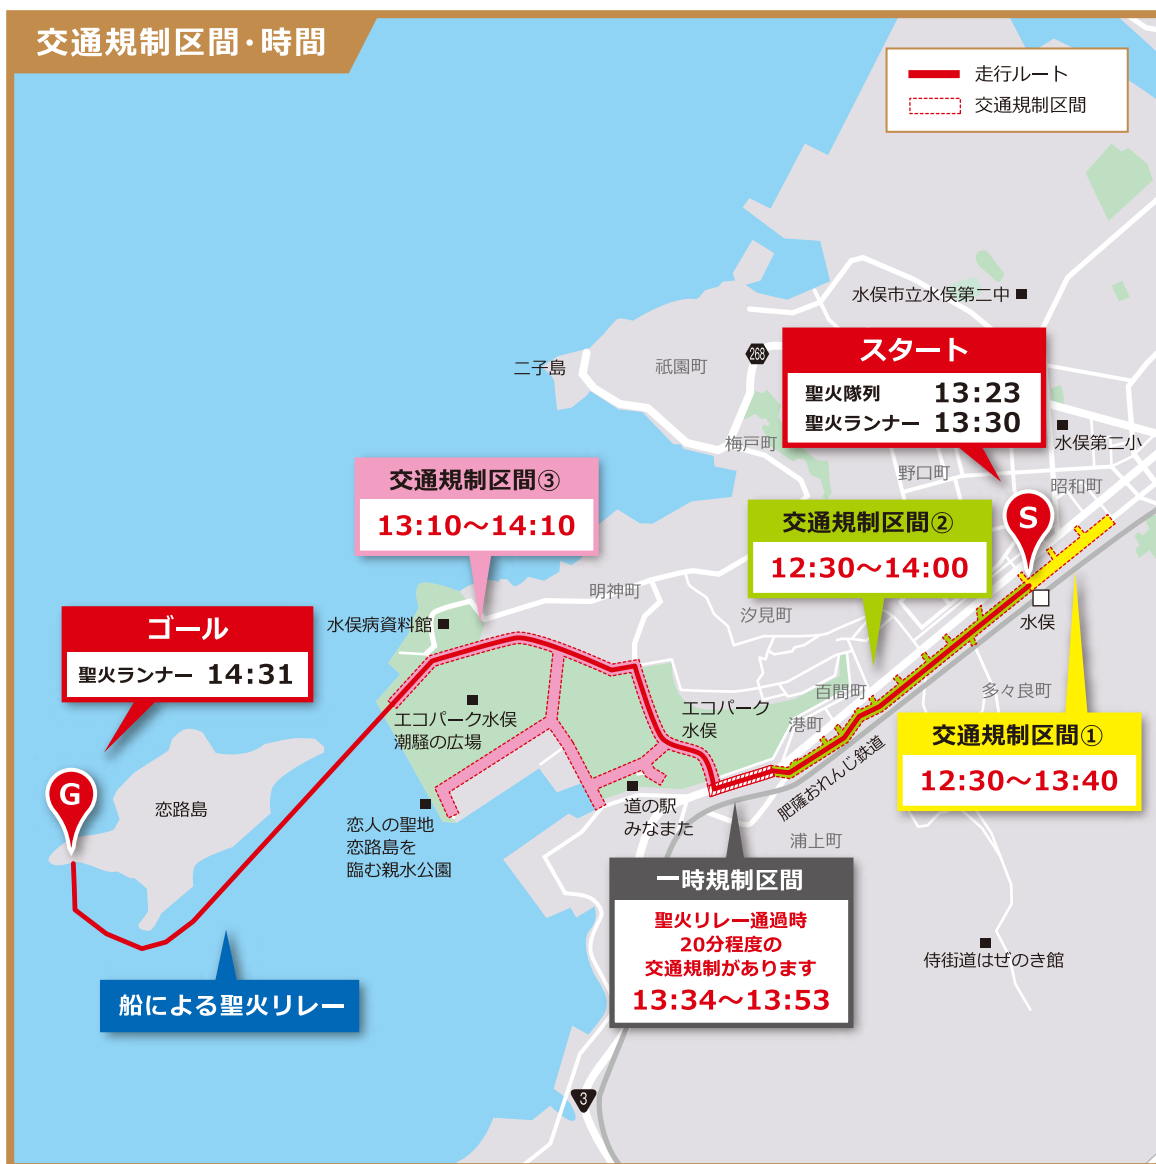 交通規制区間・時間
走行ルート
交通規制区間
水俣市立水俣第二中
スタート
聖火隊列 13:23
聖火ランナー 13:30
二子島
祇園町
268
梅戸町
水俣第二小
野口町
昭和町
交通規制区間③
13:10〜14:10
交通規制区間②
12:30〜14:00
S
明神町
汐見町
水俣
水俣病資料館
ゴール
聖火ランナー 14:31
百間町
多々良町
エコパーク水俣
潮騒の広場
エコパーク
水俣
港町
交通規制区間①
12:30〜13:40
肥薩おれんじ鉄道
G
恋路島
恋人の聖地
恋路島を
臨む親水公園
道の駅
みなまた
浦上町
一時規制区間
聖火リレー通過時
20分程度の
交通規制があります
13:34〜13:53
侍街道はぜのき館
船による聖火リレー
3